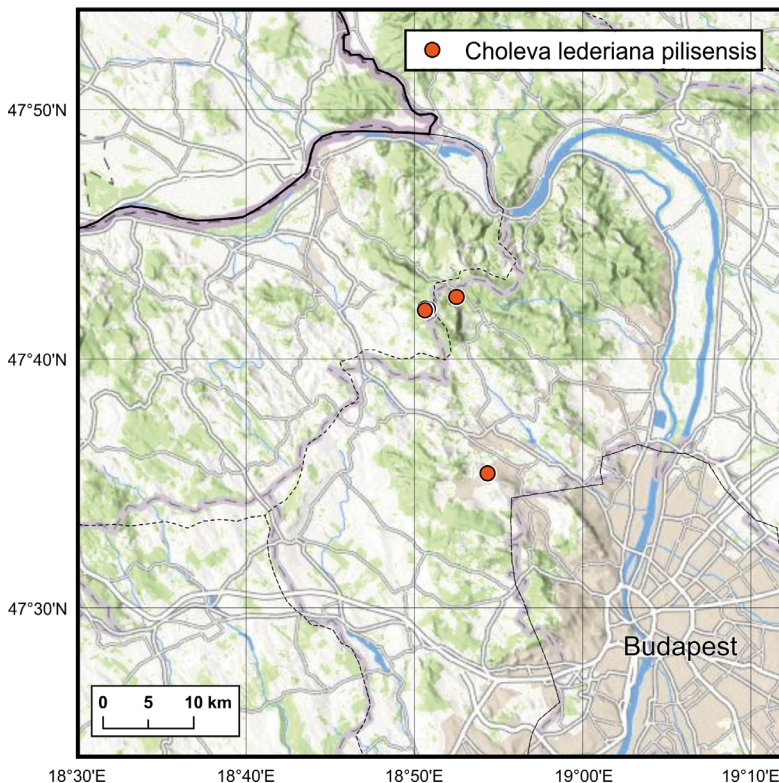 Choleva lederiana pilisensis
47°50'N
47°40'N
47°30'N
Budapest
0 5 10 km
18°30'E 18°40'E 18°50'E 19°00'E 19°10'E